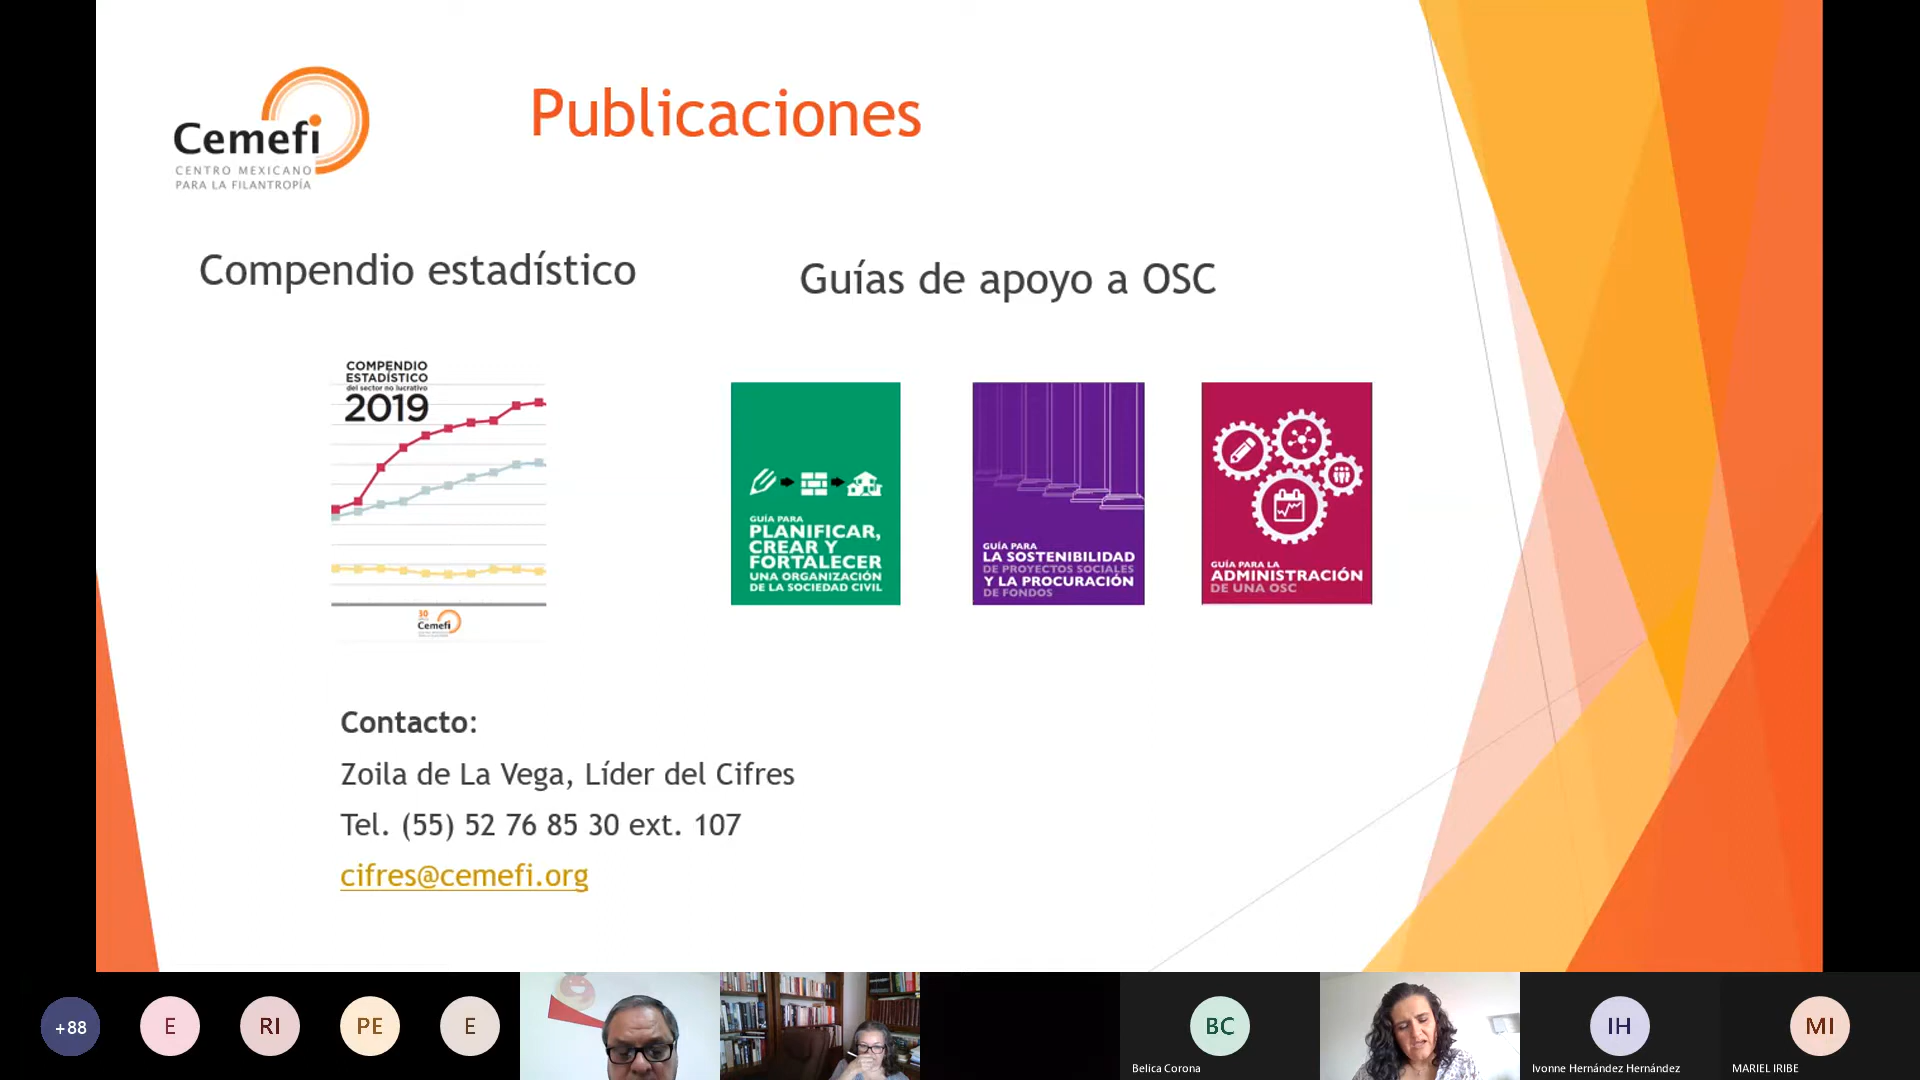 Cemefi
CENTRO MEXICANO
PARA LA FILANTROPÍA
Publicaciones
Compendio estadístico
Guías de apoyo a OSC
COMPENDIO
ESTADÍSTICO
del sector no lucrativo
2019
30
Cemefi
GUÍA PARA
PLANIFICAR,
CREAR Y
FORTALECER
UNA ORGANIZACIÓN
DE LA SOCIEDAD CIVIL
GUÍA PARA
LA SOSTENIBILIDAD
DE PROYECTOS SOCIALES
Y LA PROCURACIÓN
DE FONDOS
GUÍA PARA LA
ADMINISTRACIÓN
DE UNA OSC
Contacto:
Zoila de La Vega, Líder del Cifres
Tel. (55) 52 76 85 30 ext. 107
cifres@cemefi.org
+88
E
RI
PE
E
BC
Belica Corona
IH
Ivonne Hernández Hernández
MI
MARIEL IRIBE